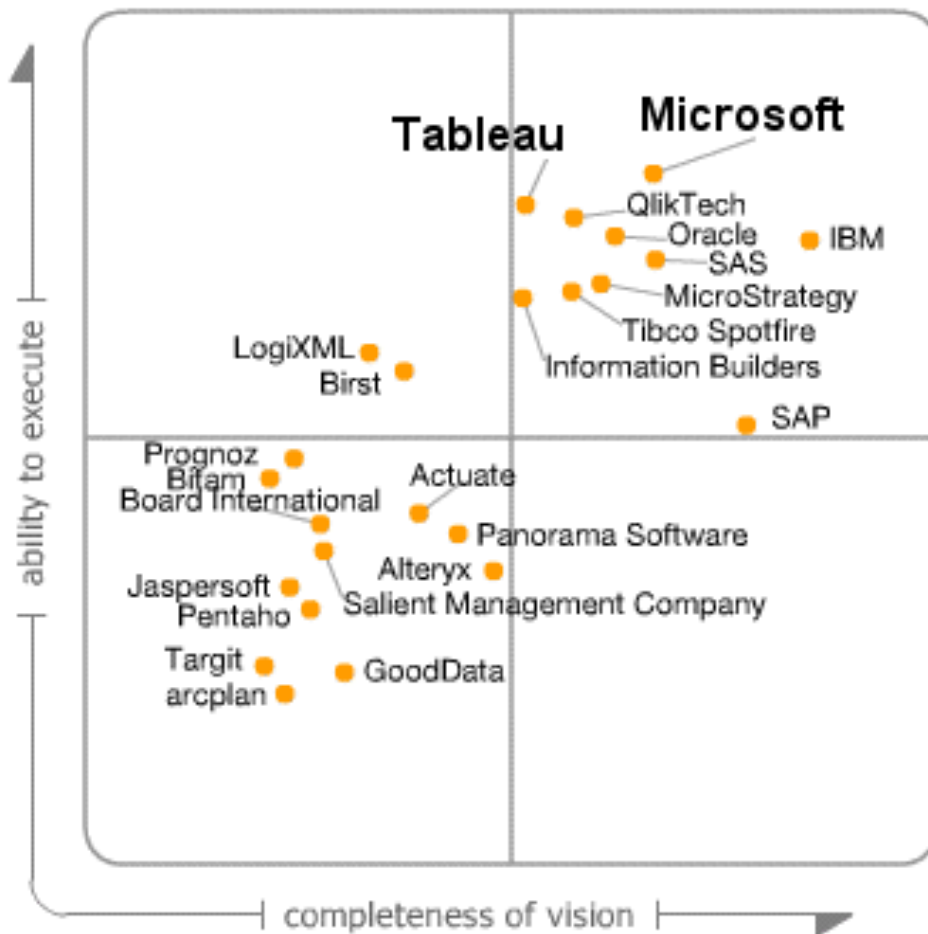 Microsoft
Tableau
QlikTech
Oracle
IBM
SAS
MicroStrategy
Tibco Spotfire
LogiXML
Information Builders
Birst
SAP
Prognoz
Actuate
Bitam
Board International
Panorama Software
Alteryx
Jaspersoft
Salient Management Company
Pentaho
Targit
GoodData
arcplan
ability to execute
completeness of vision